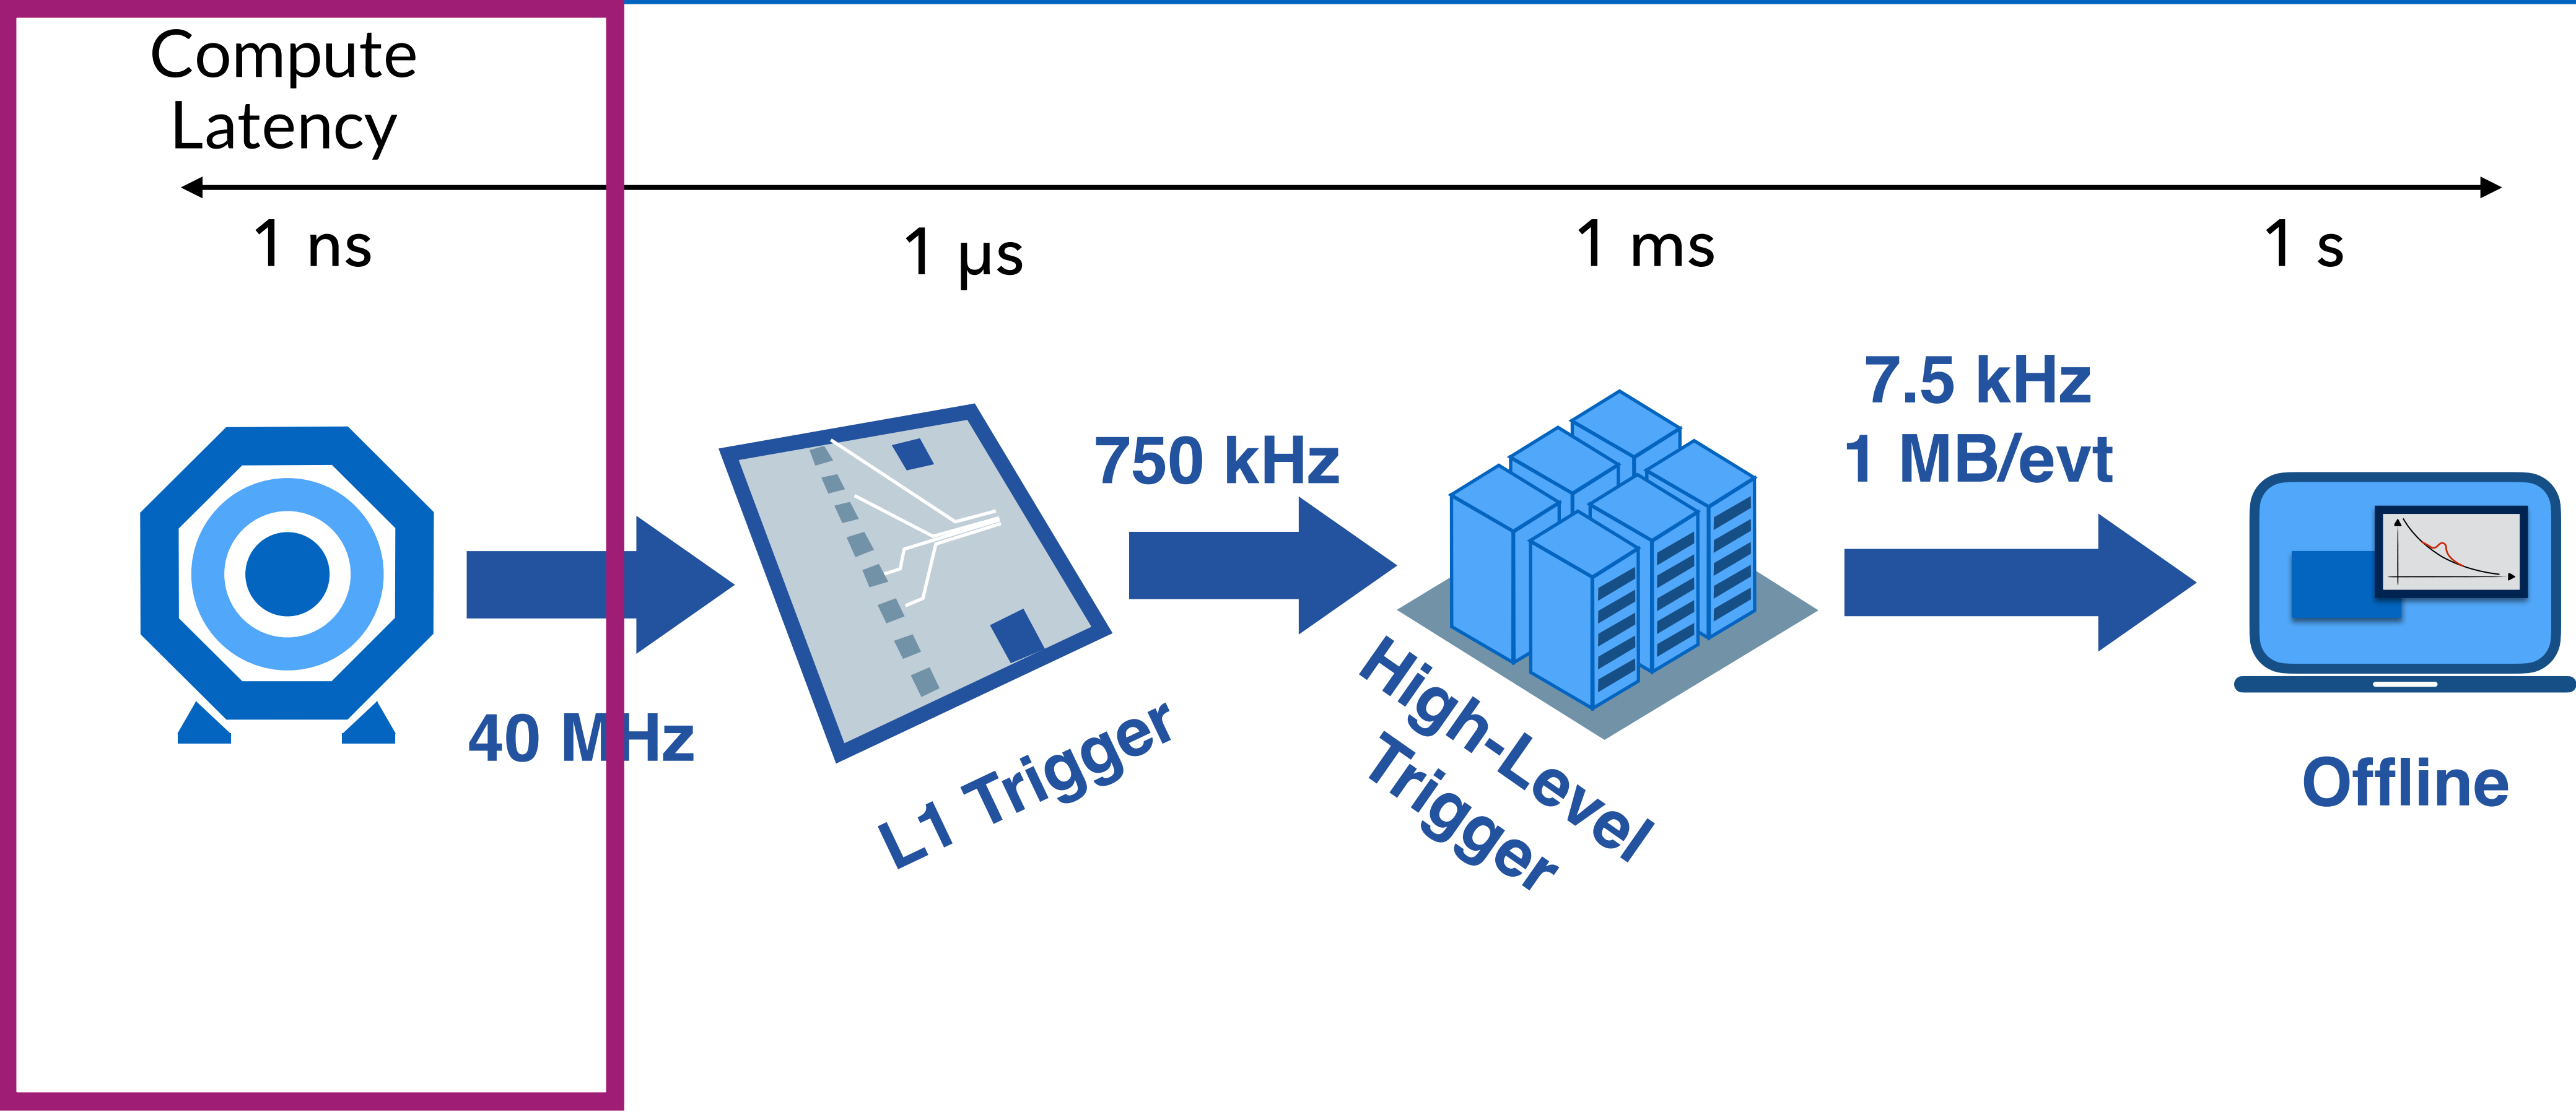 Compute
Latency
1 ns
1 µs
1 ms
1 s
40 MHz
750 kHz
7.5 kHz
1 MB/evt
L1 Trigger
High-Level
Trigger
Offline